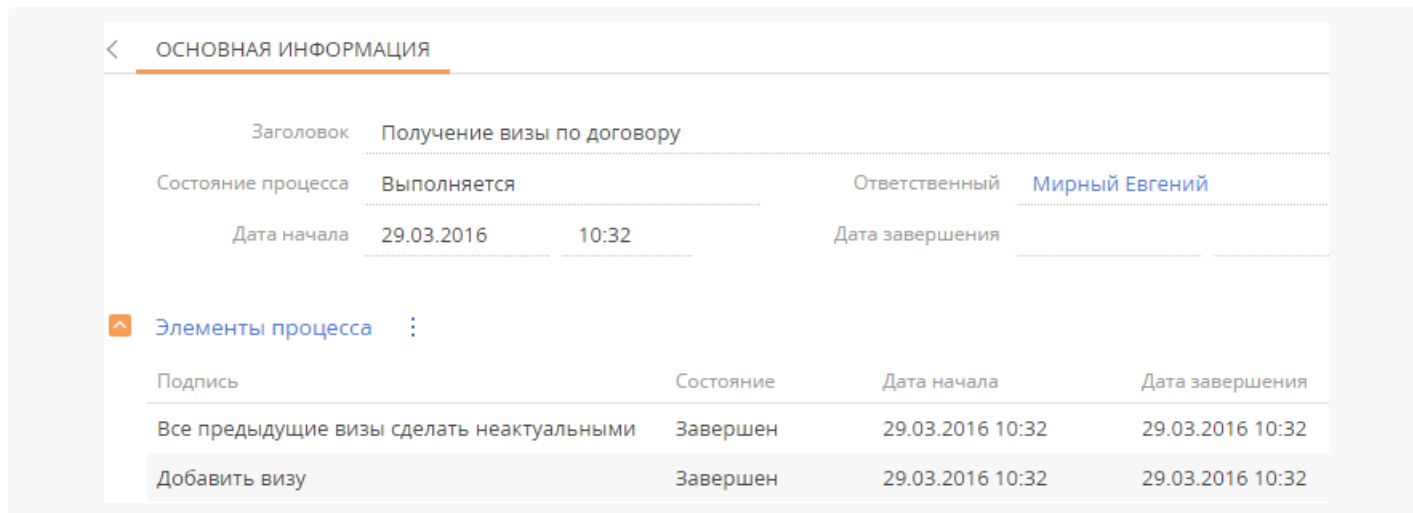 ОСНОВНАЯ ИНФОРМАЦИЯ
Заголовок Получение визы по договору
Состояние процесса Выполняется Ответственный Мирный Евгений
Дата начала 29.03.2016 10:32 Дата завершения
Элементы процесса
Подпись Состояние Дата начала Дата завершения
Все предыдущие визы сделать неактуальными Завершен 29.03.2016 10:32 29.03.2016 10:32
Добавить визу Завершен 29.03.2016 10:32 29.03.2016 10:32